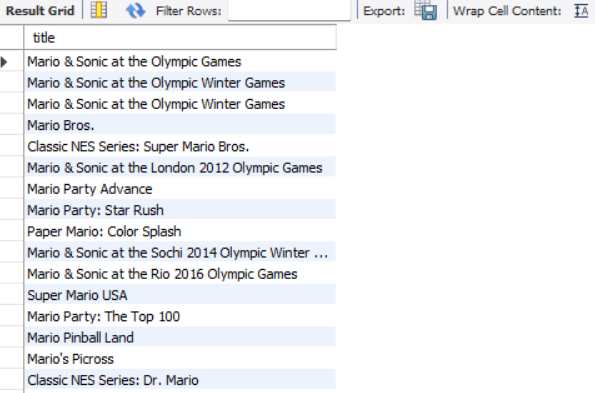 Result Grid Filter Rows: Export: Wrap Cell Content: IA
title
Mario & Sonic at the Olympic Games
Mario & Sonic at the Olympic Winter Games
Mario & Sonic at the Olympic Winter Games
Mario Bros.
Classic NES Series: Super Mario Bros.
Mario & Sonic at the London 2012 Olympic Games
Mario Party Advance
Mario Party: Star Rush
Paper Mario: Color Splash
Mario & Sonic at the Sochi 2014 Olympic Winter ...
Mario & Sonic at the Rio 2016 Olympic Games
Super Mario USA
Mario Party: The Top 100
Mario Pinball Land
Mario's Picross
Classic NES Series: Dr. Mario